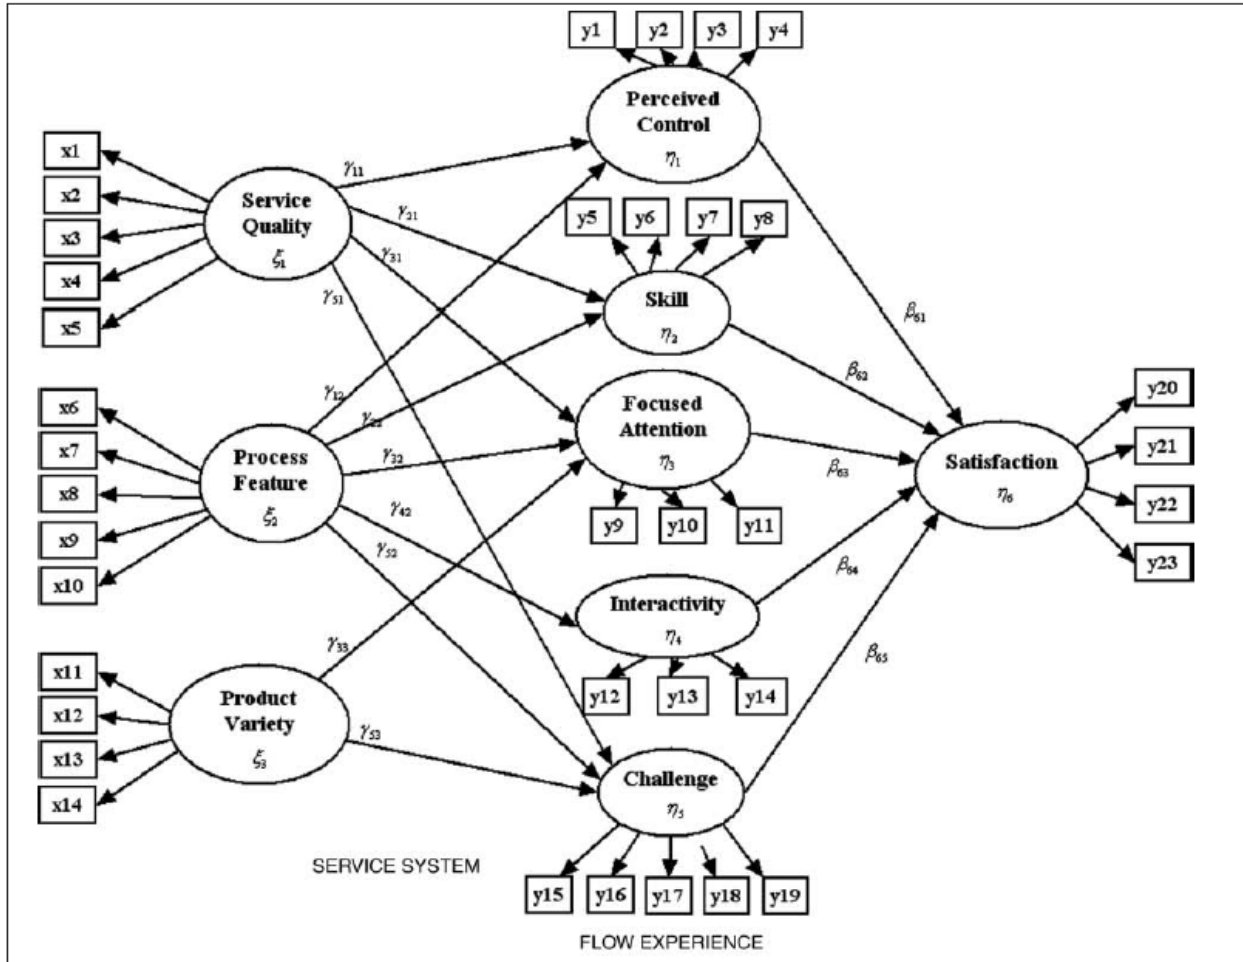 y1 y2 y3 y4
Perceived
Control
η₁
x1
x2
x3
x4
x5
Service
Quality
ξ₁
γ₁₁
γ₂₁
γ₃₁
γ₅₁
y5 y6 y7 y8
Skill
η₂
β₆₁
β₆₂
x6
x7
x8
x9
x10
Process
Feature
ξ₂
γ₁₂
γ₂₂
γ₃₂
γ₄₂
γ₅₂
Focused
Attention
η₃
y9 y10 y11
β₆₃
Satisfaction
η₆
y20
y21
y22
y23
Interactivity
η₄
y12 y13 y14
β₆₄
β₆₅
x11
x12
x13
x14
Product
Variety
ξ₃
γ₃₃
γ₅₃
Challenge
η₅
y15 y16 y17 y18 y19
SERVICE SYSTEM
FLOW EXPERIENCE